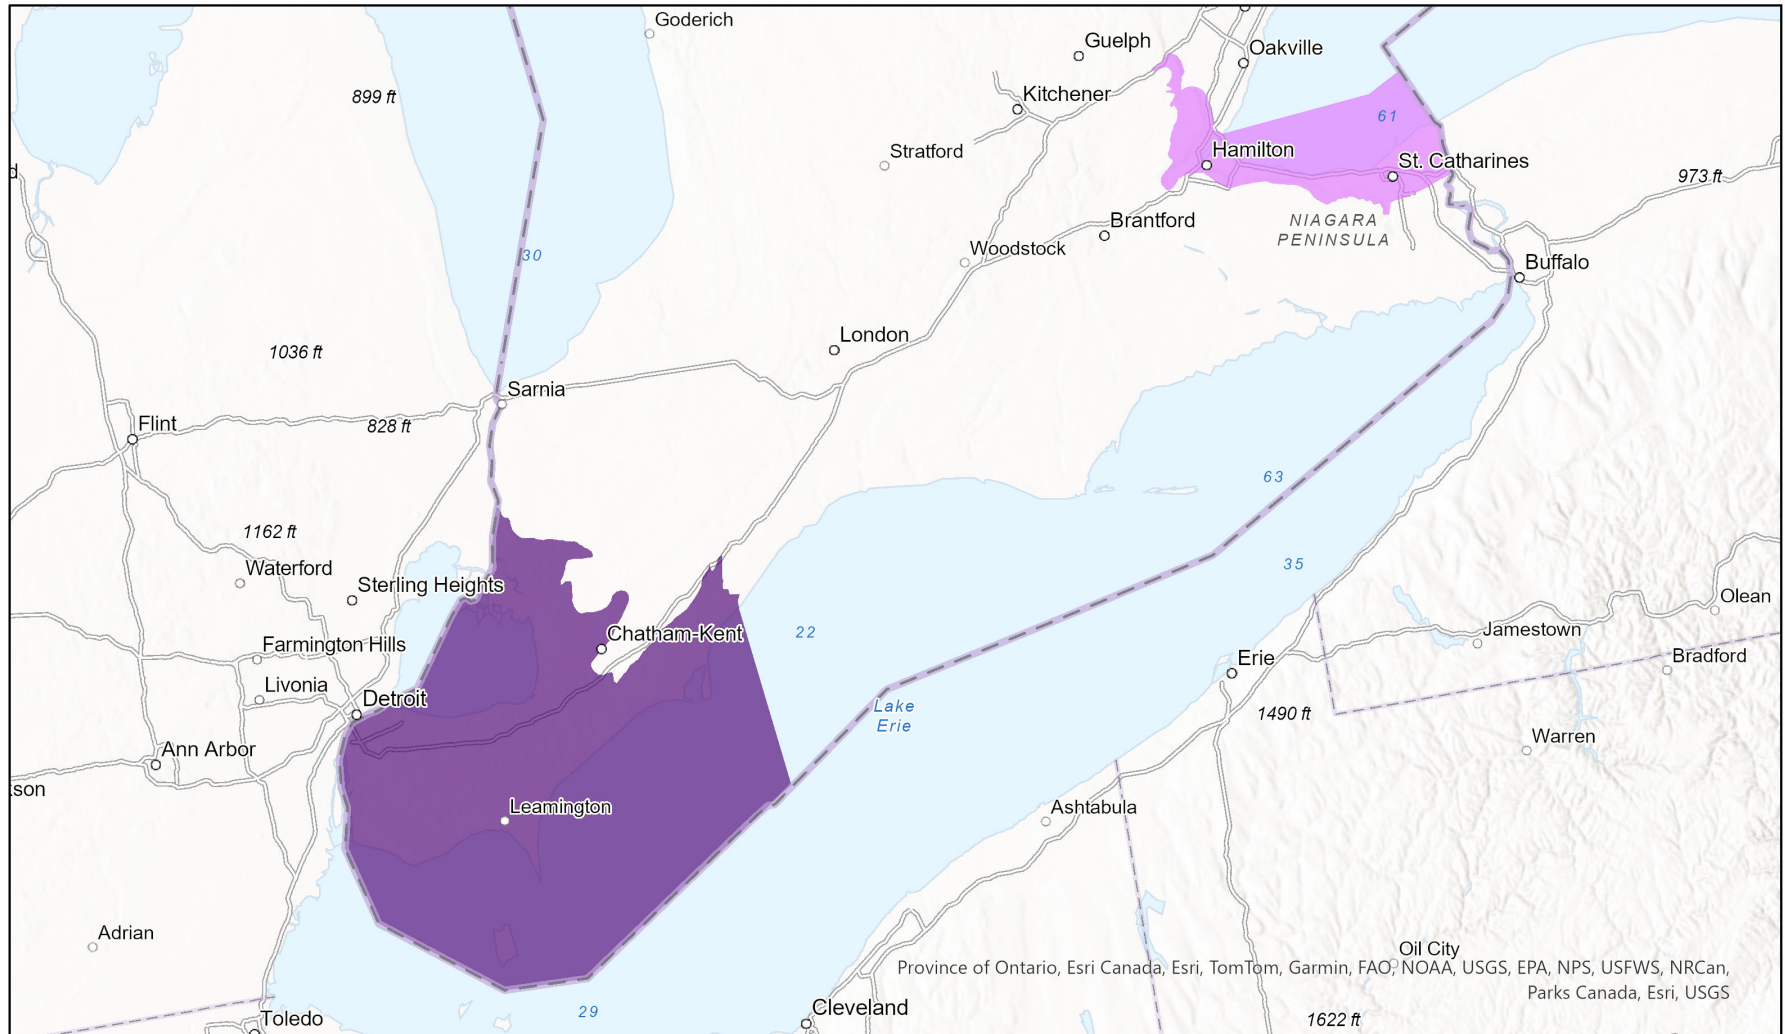 Goderich
Guelph
Oakville
899 ft
Kitchener
61
Stratford
Hamilton
St. Catharines
d
973 ft
Brantford
NIAGARA
PENINSULA
Woodstock
30
Buffalo
London
1036 ft
Sarnia
Flint
828 ft
63
1162 ft
Waterford
Sterling Heights
35
Olean
Chatham-Kent
22
Jamestown
Farmington Hills
Erie
Bradford
Livonia
Detroit
Lake
Erie
1490 ft
Ann Arbor
Warren
son
Leamington
Ashtabula
Adrian
Oil City
Province of Ontario, Esri Canada, Esri, TomTom, Garmin, FAO, NOAA, USGS, EPA, NPS, USFWS, NRCan,
Parks Canada, Esri, USGS
29
Cleveland
Toledo
1622 ft